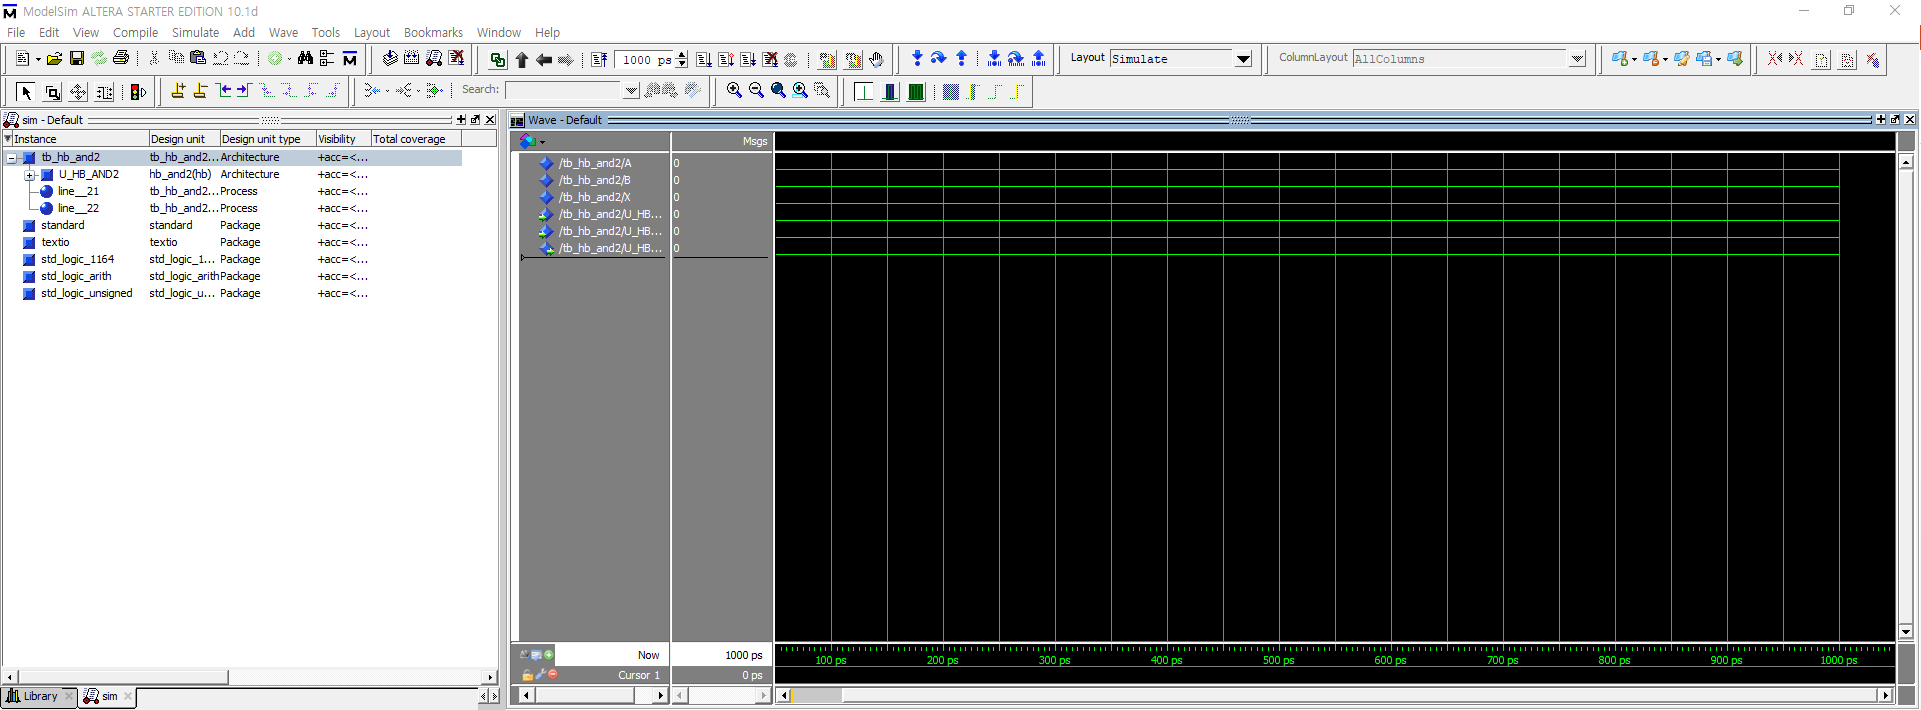 ModelSim ALTERA STARTER EDITION 10.1d
File Edit View Compile Simulate Add Wave Tools Layout Bookmarks Window Help
1000 ps
Layout Simulate
ColumnLayout AllColumns
Search:
sim - Default
Instance Design unit Design unit type Visibility Total coverage
tb_hb_and2 tb_hb_and2... Architecture +acc=<...
U_HB_AND2 hb_and2(hb) Architecture +acc=<...
line__21 tb_hb_and2... Process +acc=<...
line__22 tb_hb_and2... Process +acc=<...
standard standard Package +acc=<...
textio textio Package +acc=<...
std_logic_1164 std_logic_1... Package +acc=<...
std_logic_arith std_logic_arith Package +acc=<...
std_logic_unsigned std_logic_u... Package +acc=<...
Library sim
Wave - Default
Msgs
/tb_hb_and2/A 0
/tb_hb_and2/B 0
/tb_hb_and2/X 0
/tb_hb_and2/U_HB... 0
/tb_hb_and2/U_HB... 0
/tb_hb_and2/U_HB... 0
Now 1000 ps
Cursor 1 0 ps
100 ps 200 ps 300 ps 400 ps 500 ps 600 ps 700 ps 800 ps 900 ps 1000 ps